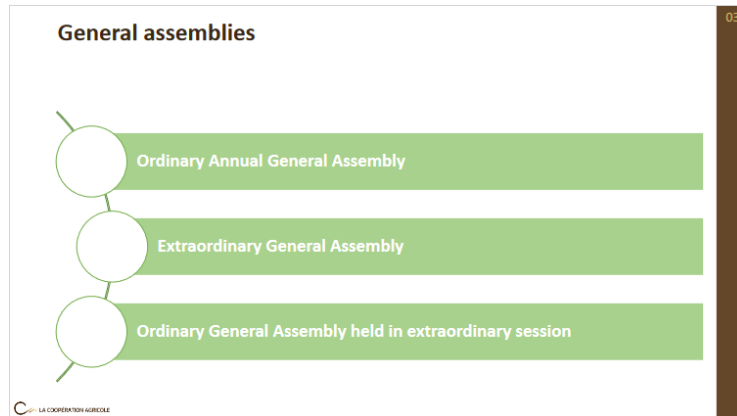 General assemblies
03
Ordinary Annual General Assembly
Extraordinary General Assembly
Ordinary General Assembly held in extraordinary session
LA COOPÉRATION AGRICOLE